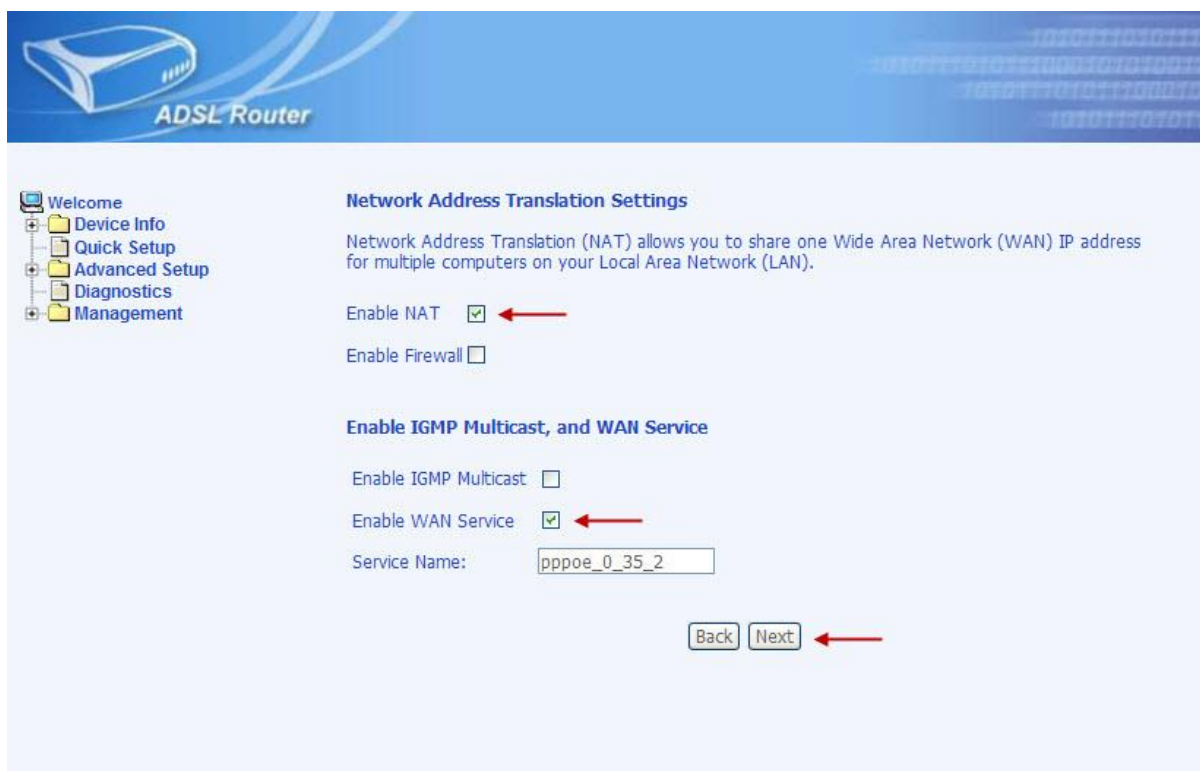 ADSL Router
Welcome
Device Info
Quick Setup
Advanced Setup
Diagnostics
Management
Network Address Translation Settings
Network Address Translation (NAT) allows you to share one Wide Area Network (WAN) IP address
for multiple computers on your Local Area Network (LAN).
Enable NAT
Enable Firewall
Enable IGMP Multicast, and WAN Service
Enable IGMP Multicast
Enable WAN Service
Service Name: pppoe_0_35_2
Back Next